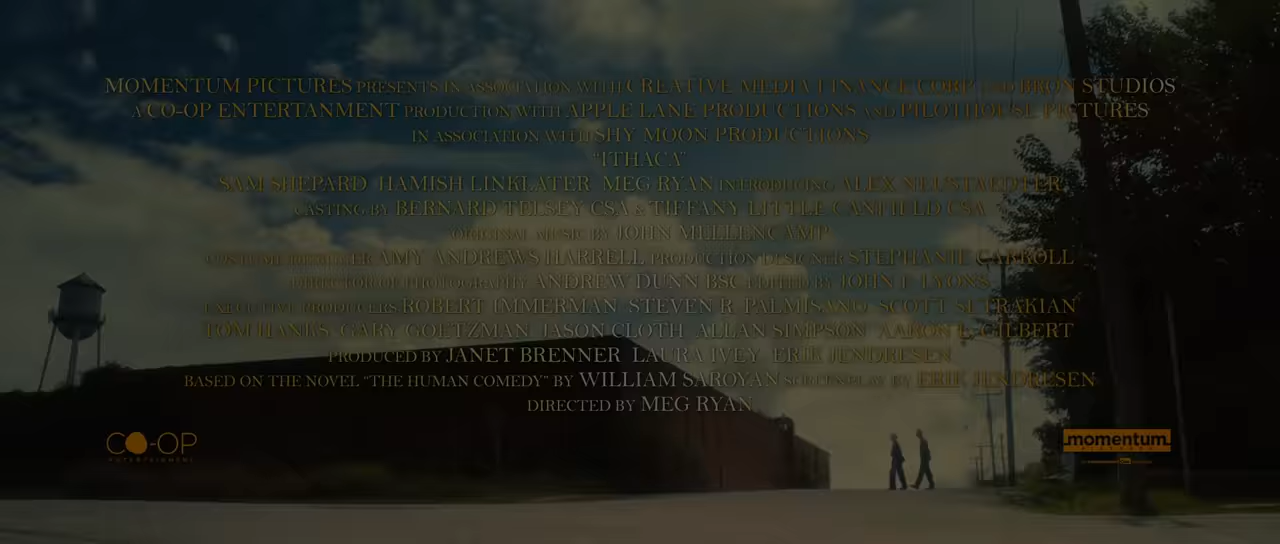 MOMENTUM PICTURES PRESENTS IN ASSOCIATION WITH CREATIVE MEDIA FINANCE CORP AND BRON STUDIOS
A CO-OP ENTERTANMENT PRODUCTION WITH APPLE LANE PRODUCTIONS AND PILOTHOUSE PICTURES
IN ASSOCIATION WITH SHY MOON PRODUCTIONS
"ITHACA"
SAM SHEPARD HAMISH LINKLATER MEG RYAN INTRODUCING ALEX NEUSTAEDTER
CASTING BY BERNARD TELSEY CSA & TIFFANY LITTLE CANFIELD CSA
ORIGINAL MUSIC BY JOHN MELLENCAMP
COSTUME DESIGNER AMY ANDREWS HARRELL PRODUCTION DESIGNER STEPHANIE CARROLL
DIRECTOR OF PHOTOGRAPHY ANDREW DUNN BSC EDITED BY JOHN F LYONS
EXECUTIVE PRODUCERS ROBERT IMMERMAN STEVEN R. PALMISANO SCOTT SETRAKIAN
TOM HANKS GARY GOETZMAN JASON CLOTH ALLAN SIMPSON AARON L. GILBERT
PRODUCED BY JANET BRENNER LAURA IVEY ERIK JENDRESEN
BASED ON THE NOVEL "THE HUMAN COMEDY" BY WILLIAM SAROYAN SCREENPLAY BY ERIK JENDRESEN
DIRECTED BY MEG RYAN
CO-OP
ENTERTAINMENT
momentum
PICTURES